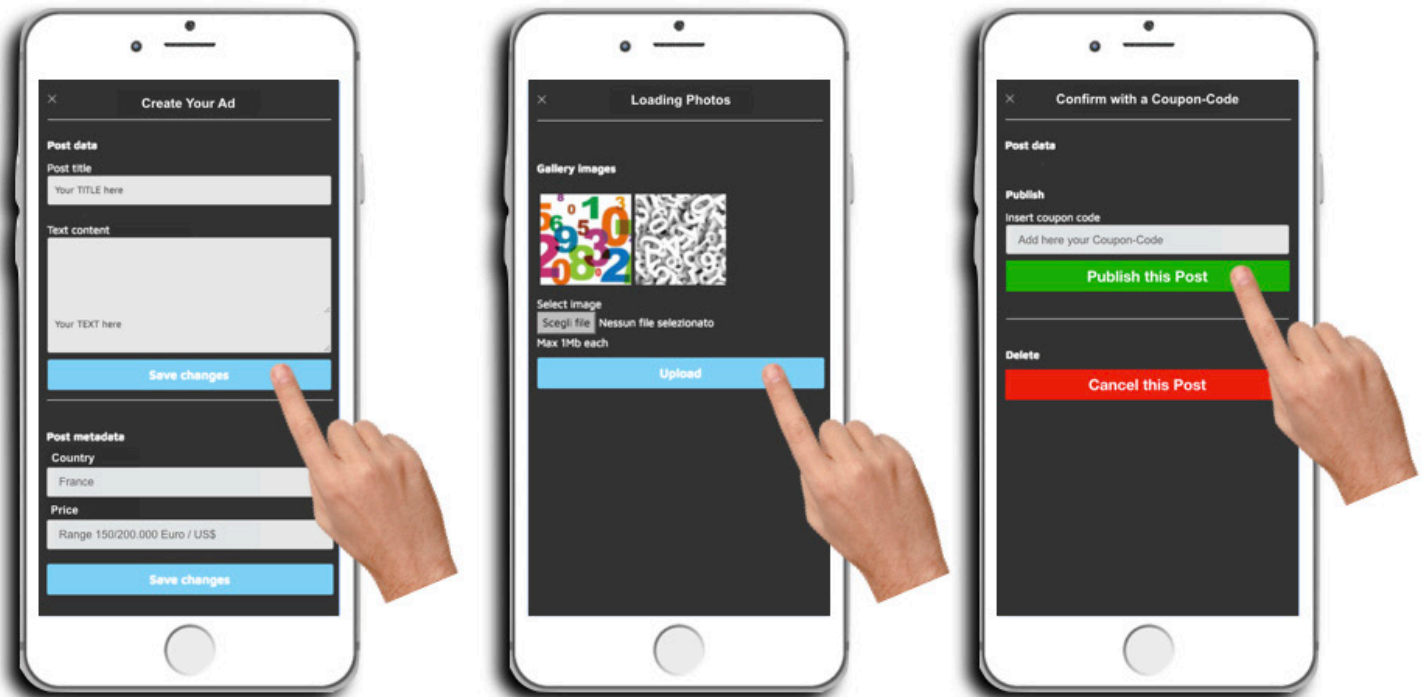 Create Your Ad
Post data
Post title
Your TITLE here
Text content
Your TEXT here
Save changes
Post metadata
Country
France
Price
Range 150/200.000 Euro / US$
Save changes
Loading Photos
Gallery images
Select image
Scegli file Nessun file selezionato
Max 1Mb each
Upload
Confirm with a Coupon-Code
Post data
Publish
Insert coupon code
Add here your Coupon-Code
Publish this Post
Delete
Cancel this Post